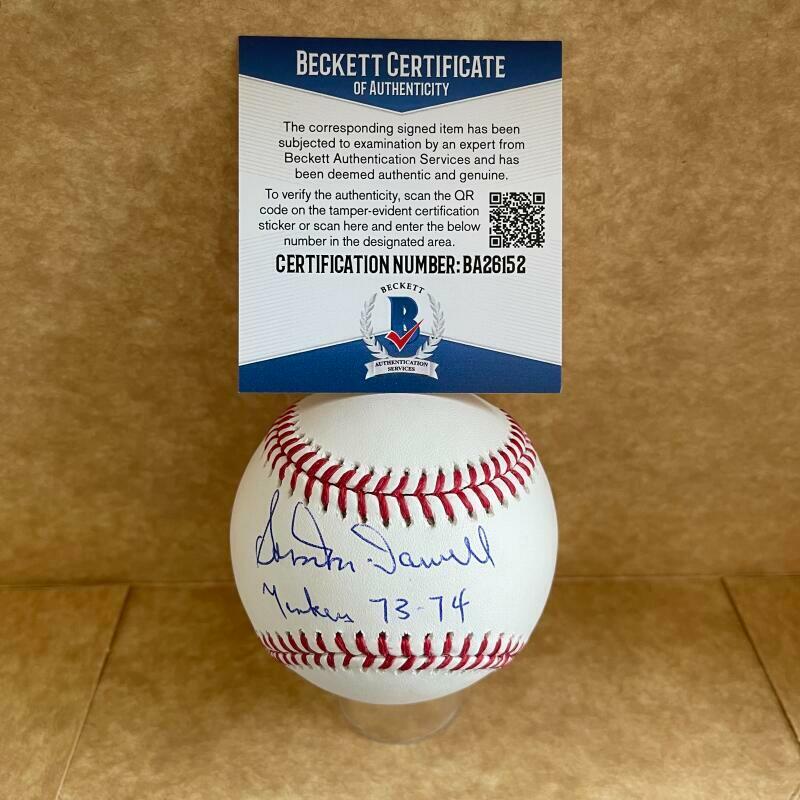 BECKETT CERTIFICATE
OF AUTHENTICITY
The corresponding signed item has been
subjected to examination by an expert from
Beckett Authentication Services and has
been deemed authentic and genuine.
To verify the authenticity, scan the QR
code on the tamper-evident certification
sticker or scan here and enter the below
number in the designated area.
CERTIFICATION NUMBER: BA26152
BECKETT
B
AUTHENTICATION
SERVICES
Sam McDowell
Yankees 73-74